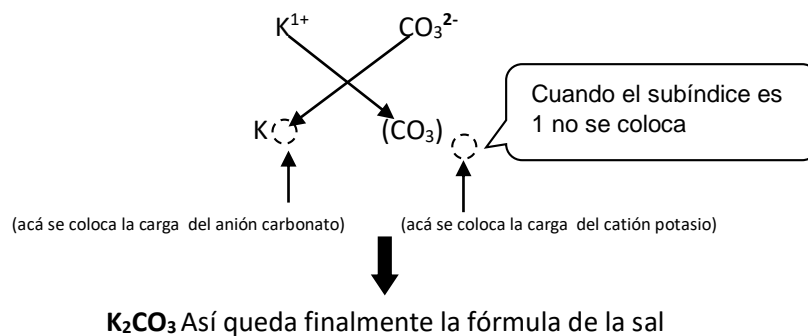 K¹⁺ CO₃²⁻
Cuando el subíndice es
1 no se coloca
K (CO₃)
(acá se coloca la carga del anión carbonato) (acá se coloca la carga del catión potasio)
K₂CO₃ Así queda finalmente la fórmula de la sal